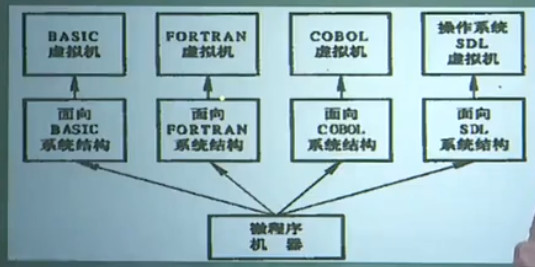 BASIC
虚拟机
FORTRAN
虚拟机
COBOL
虚拟机
操作系统
SDL
虚拟机
面向
BASIC
系统结构
面向
FORTRAN
系统结构
面向
COBOL
系统结构
面向
SDL
系统结构
微程序
机器